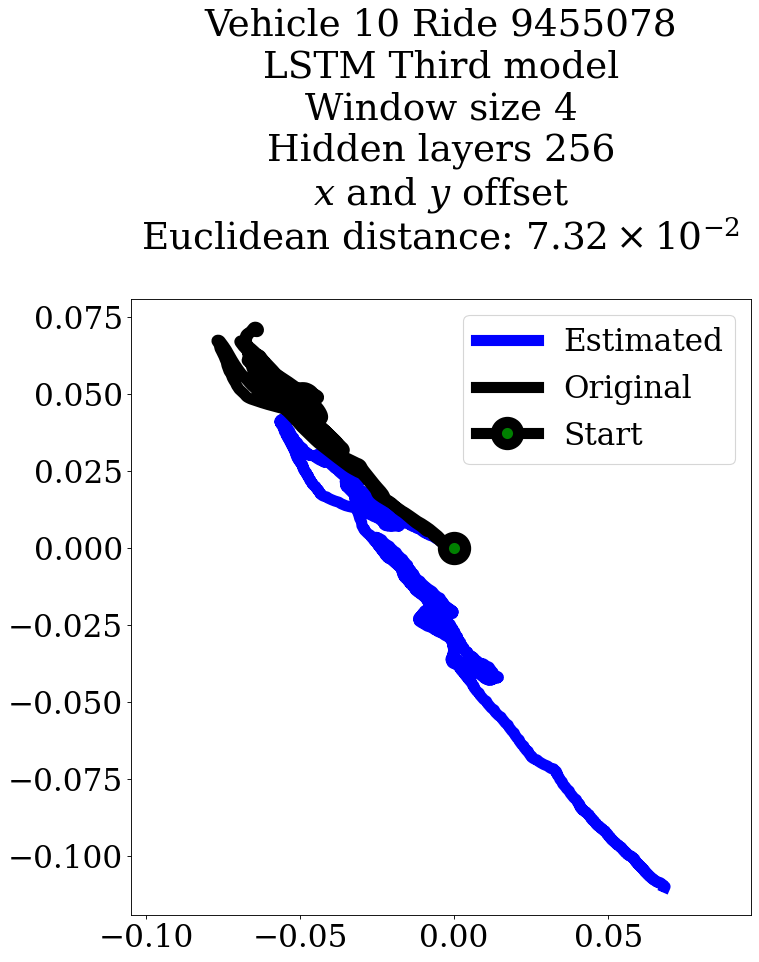 Vehicle 10 Ride 9455078
LSTM Third model
Window size 4
Hidden layers 256
x and y offset
Euclidean distance: 7.32 × 10⁻²
Estimated
Original
Start
0.075
0.050
0.025
0.000
−0.025
−0.050
−0.075
−0.100
−0.10 −0.05 0.00 0.05